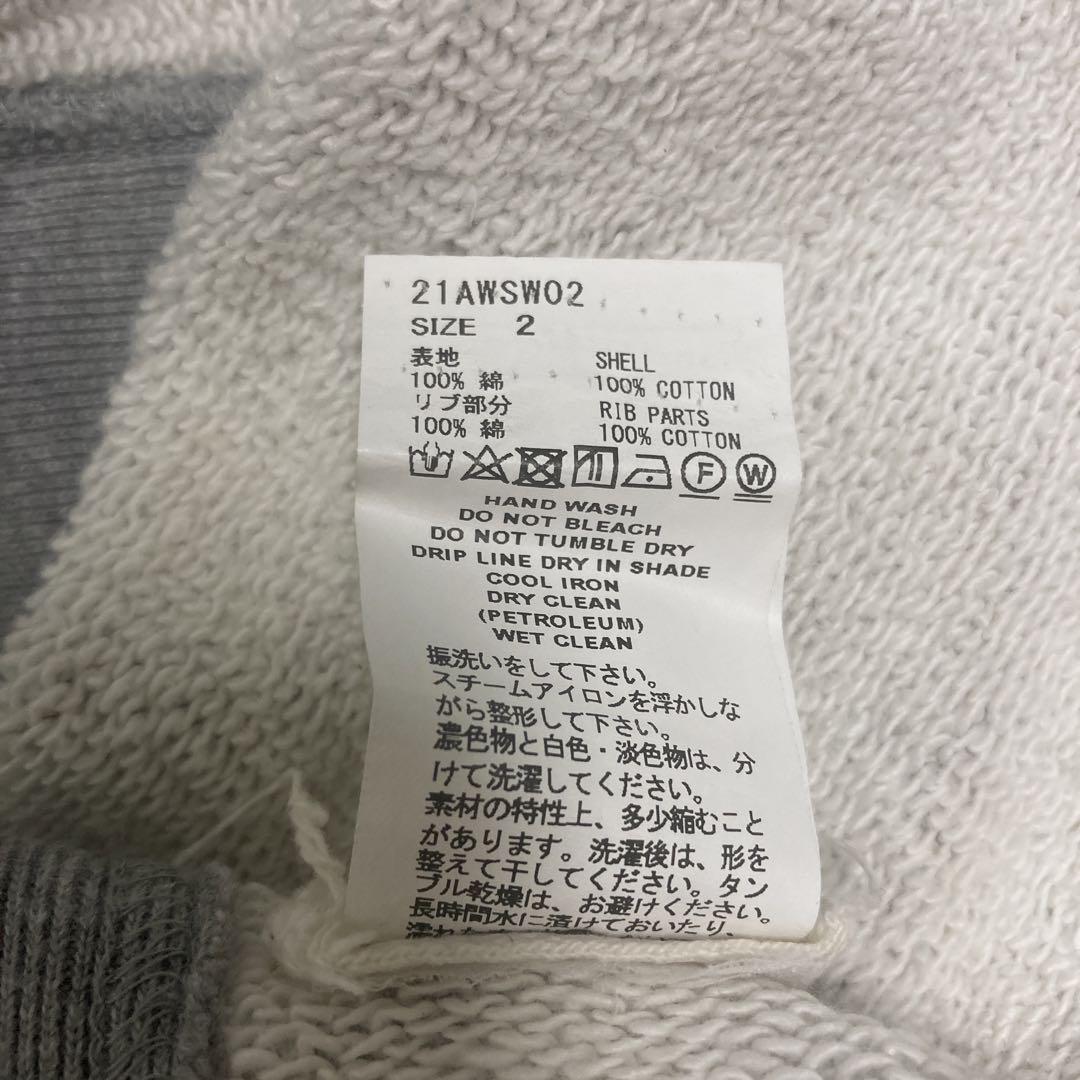 21AWSW02
SIZE 2
表地 SHELL
100% 綿 100% COTTON
リブ部分 RIB PARTS
100% 綿 100% COTTON
F W
HAND WASH
DO NOT BLEACH
DO NOT TUMBLE DRY
DRIP LINE DRY IN SHADE
COOL IRON
DRY CLEAN
(PETROLEUM)
WET CLEAN
振洗いをして下さい。
スチームアイロンを浮かしな
がら整形して下さい。
濃色物と白色・淡色物は、分
けて洗濯してください。
素材の特性上、多少縮むこと
があります。洗濯後は、形を
整えて干してください。タン
ブル乾燥は、お避けください。
長時間水に漬けておいたり、